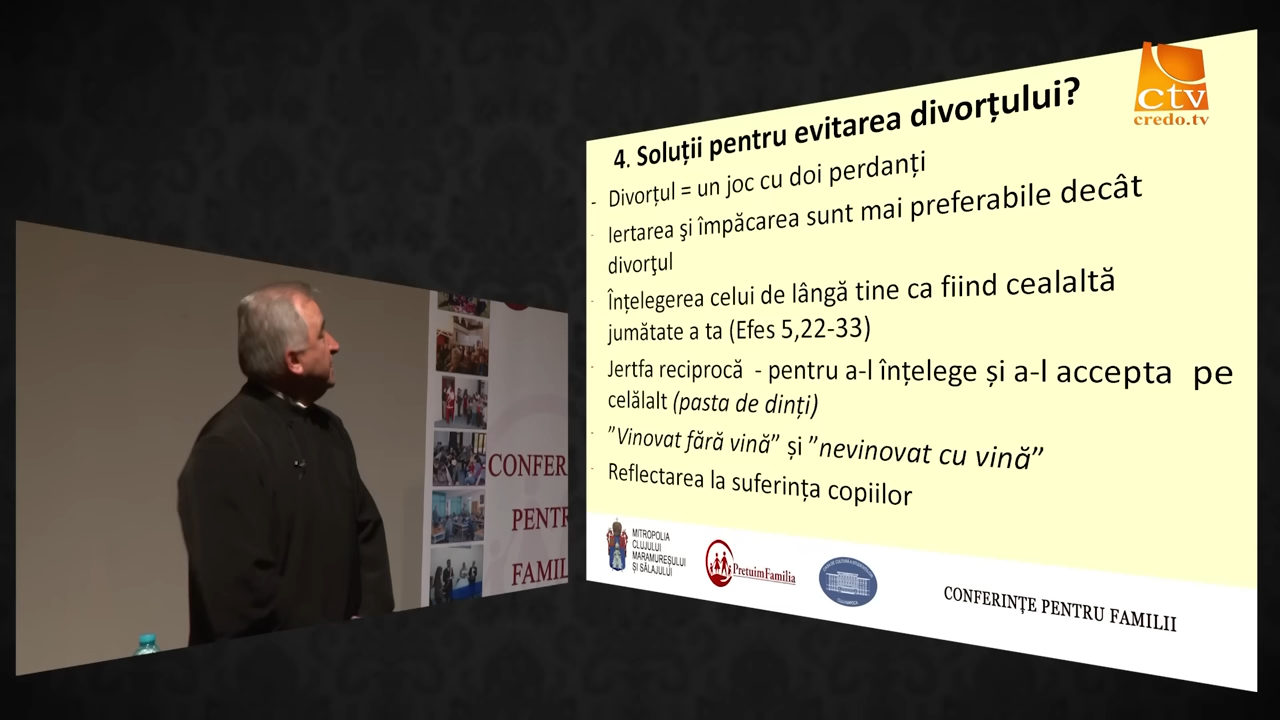 ctv
credo.tv
4. Soluții pentru evitarea divorțului?
- Divorțul = un joc cu doi perdanți
- Iertarea şi împăcarea sunt mai preferabile decât
divorţul
- Înțelegerea celui de lângă tine ca fiind cealaltă
jumătate a ta (Efes 5,22-33)
- Jertfa reciprocă - pentru a-l înțelege și a-l accepta pe
celălalt (pasta de dinți)
- ”Vinovat fără vină” și ”nevinovat cu vină”
- Reflectarea la suferința copiilor
MITROPOLIA
CLUJULUI
MARAMUREȘULUI
ȘI SĂLAJULUI
PretuimFamilia
CONFERINȚE PENTRU FAMILII
CONFER
PENTR
FAMIL